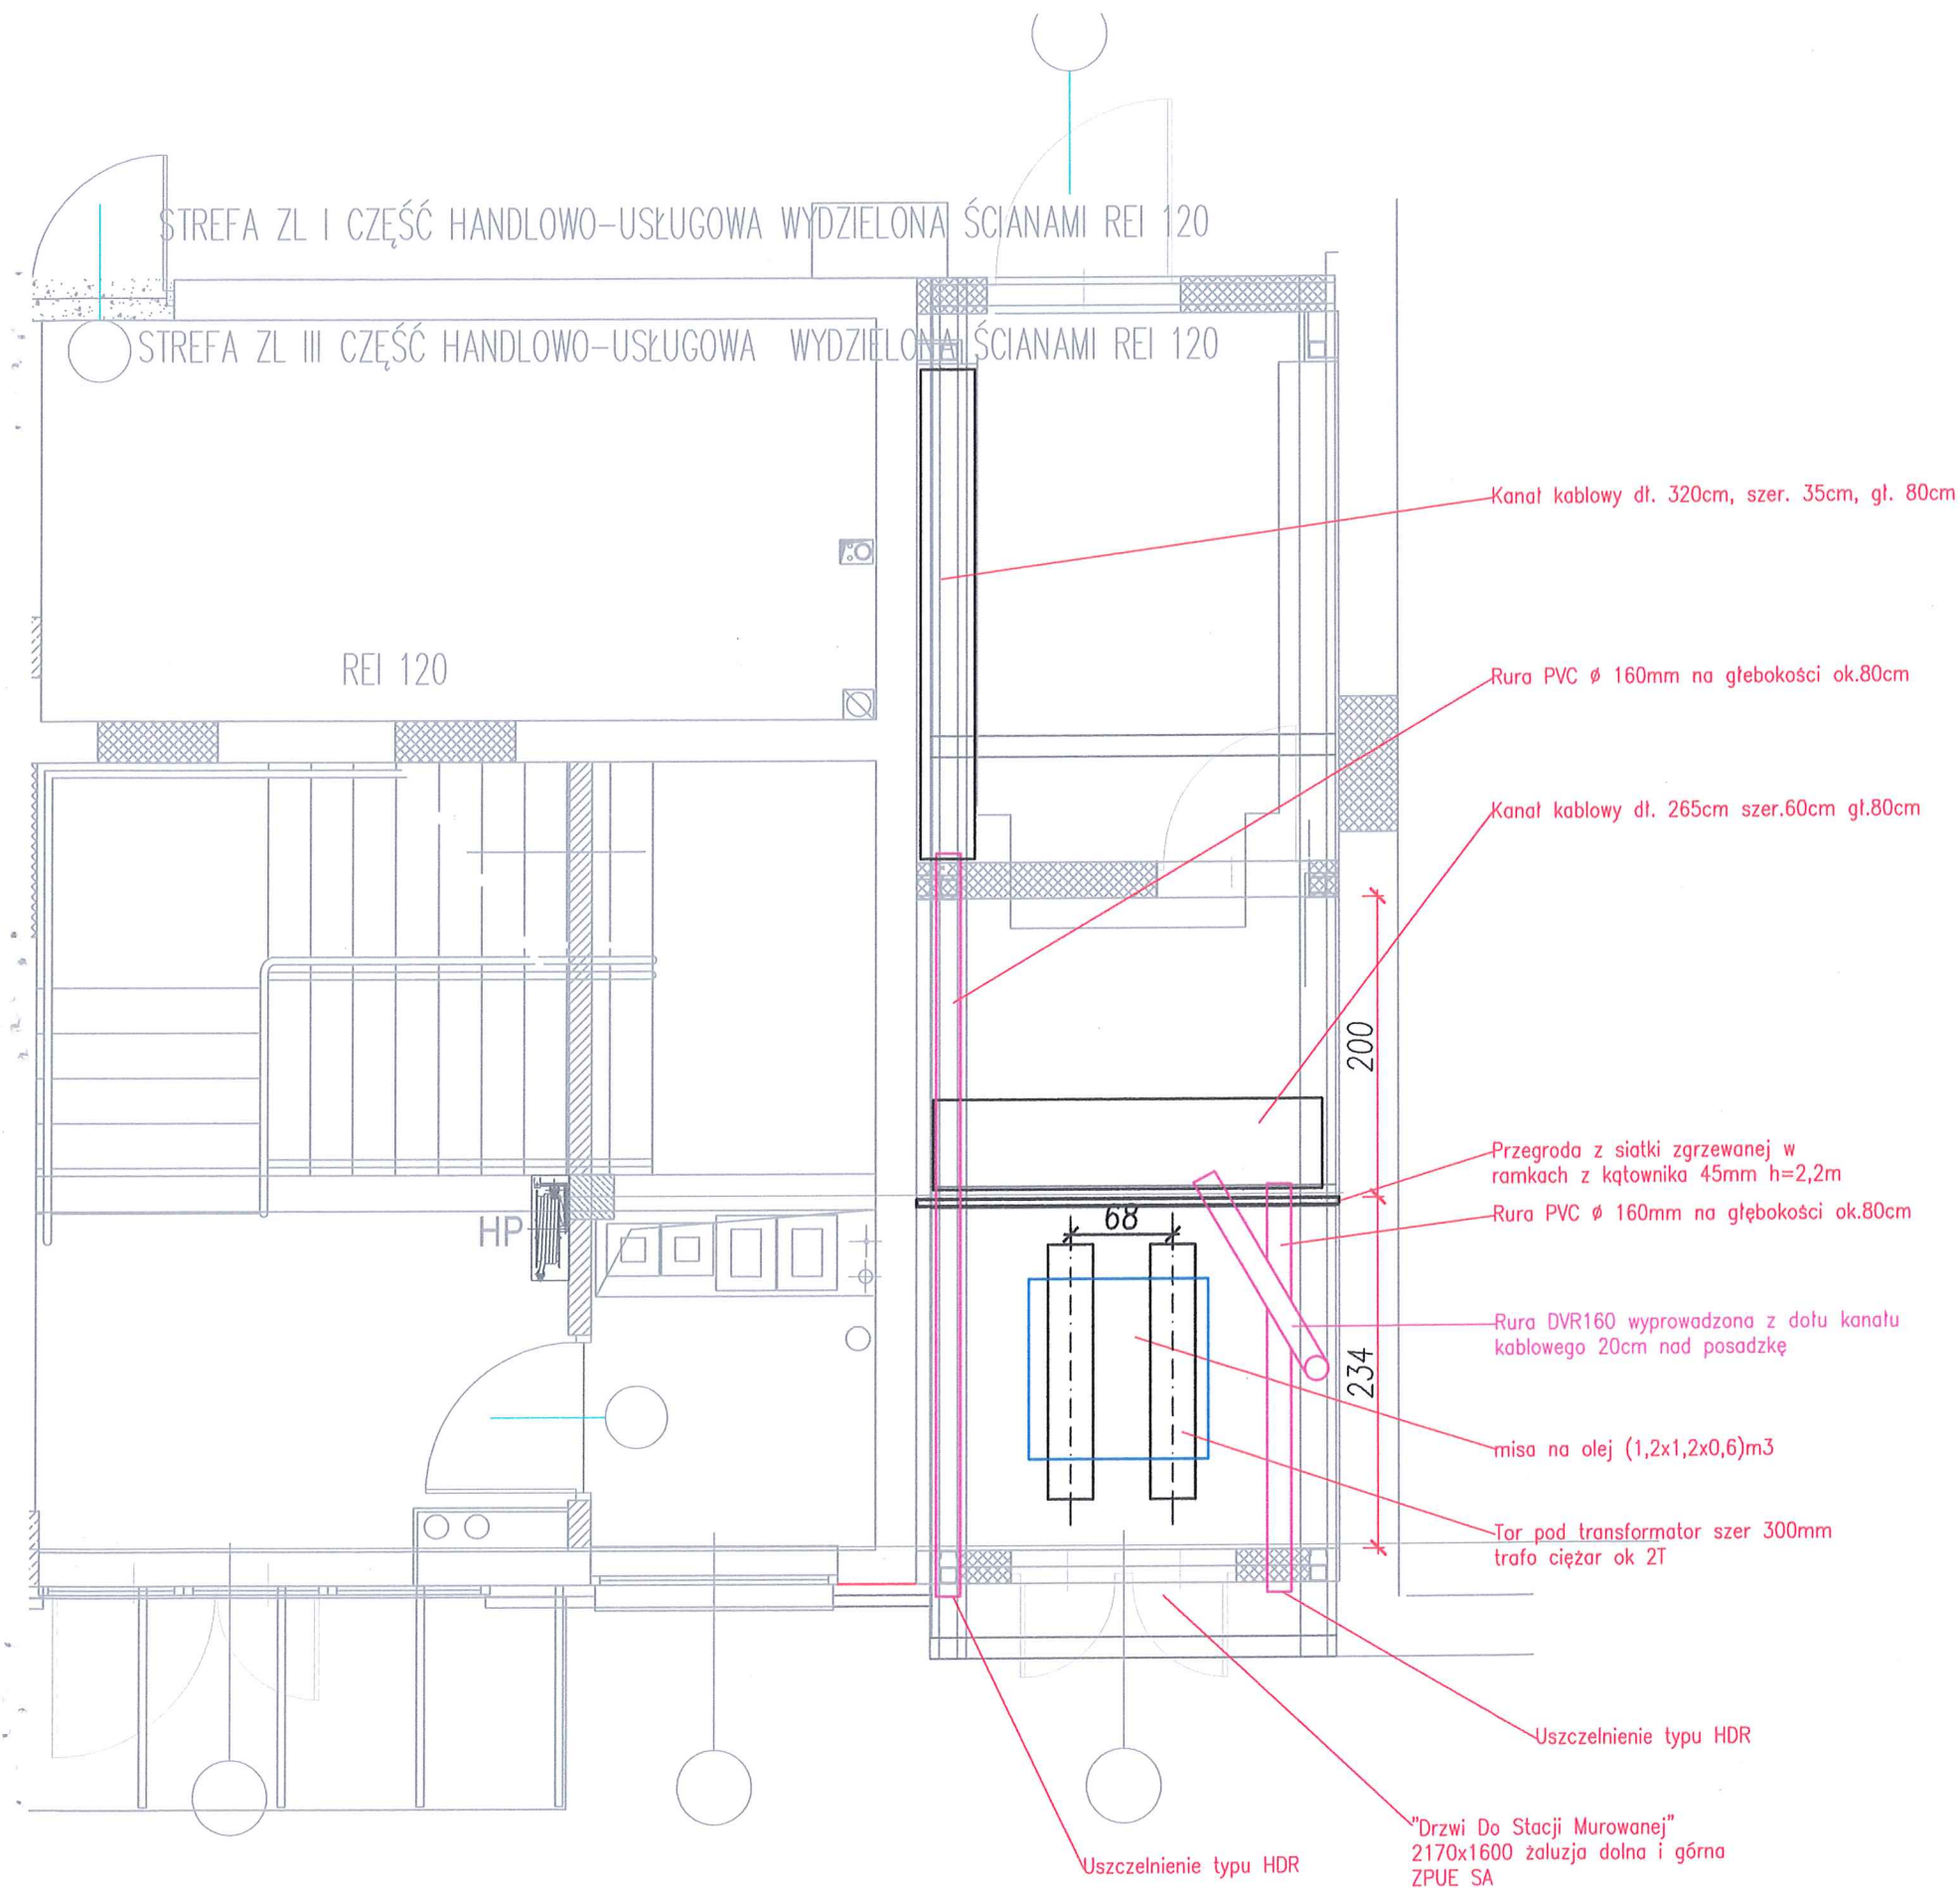 STREFA ZL I CZĘŚĆ HANDLOWO-USŁUGOWA WYDZIELONA ŚCIANAMI REI 120
STREFA ZL III CZĘŚĆ HANDLOWO-USŁUGOWA WYDZIELONA ŚCIANAMI REI 120
Kanał kablowy dł. 320cm, szer. 35cm, gł. 80cm
REI 120
Rura PVC ø 160mm na głebokości ok.80cm
Kanał kablowy dł. 265cm szer.60cm gł.80cm
200
Przegroda z siatki zgrzewanej w
ramkach z kątownika 45mm h=2,2m
Rura PVC ø 160mm na głębokości ok.80cm
68
HP
Rura DVR160 wyprowadzona z dołu kanału
kablowego 20cm nad posadzkę
234
misa na olej (1,2x1,2x0,6)m3
Tor pod transformator szer 300mm
trafo ciężar ok 2T
Uszczelnienie typu HDR
"Drzwi Do Stacji Murowanej"
2170x1600 żaluzja dolna i górna
ZPUE SA
Uszczelnienie typu HDR